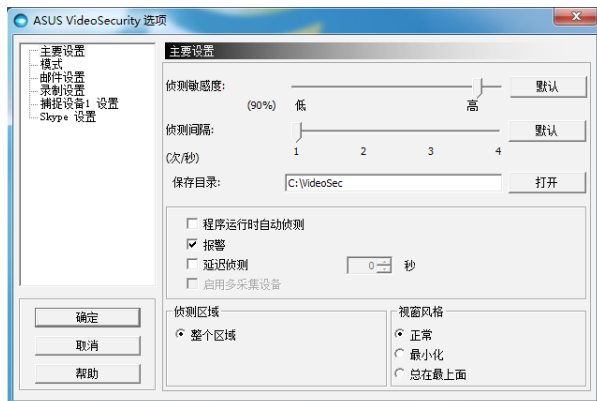 ASUS VideoSecurity 选项
主要设置
模式
邮件设置
录制设置
捕捉设备1 设置
Skype 设置
确定
取消
帮助
主要设置
侦测敏感度:
(90%) 低 高 默认
侦测间隔:
(次/秒) 1 2 3 4 默认
保存目录: C:\VideoSec 打开
程序运行时自动侦测
报警
延迟侦测 0 秒
启用多采集设备
侦测区域
整个区域
视窗风格
正常
最小化
总在最上面